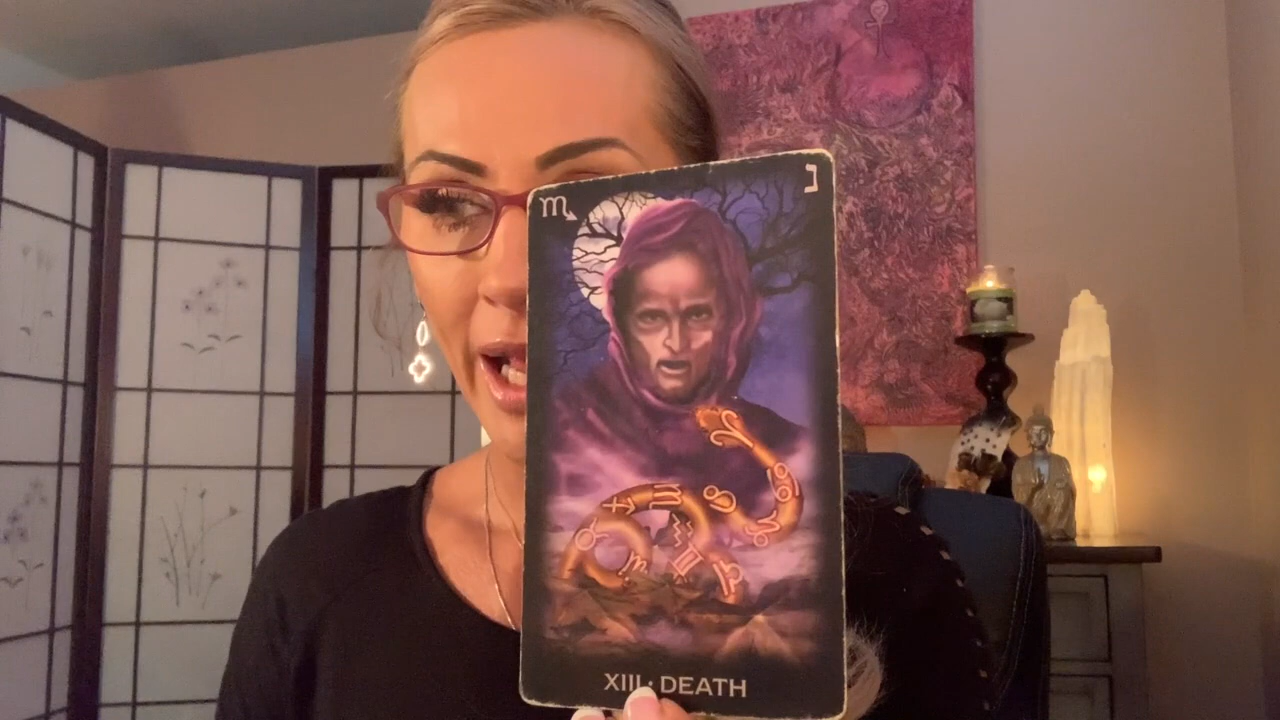 ♏ נ
XIII · DEATH